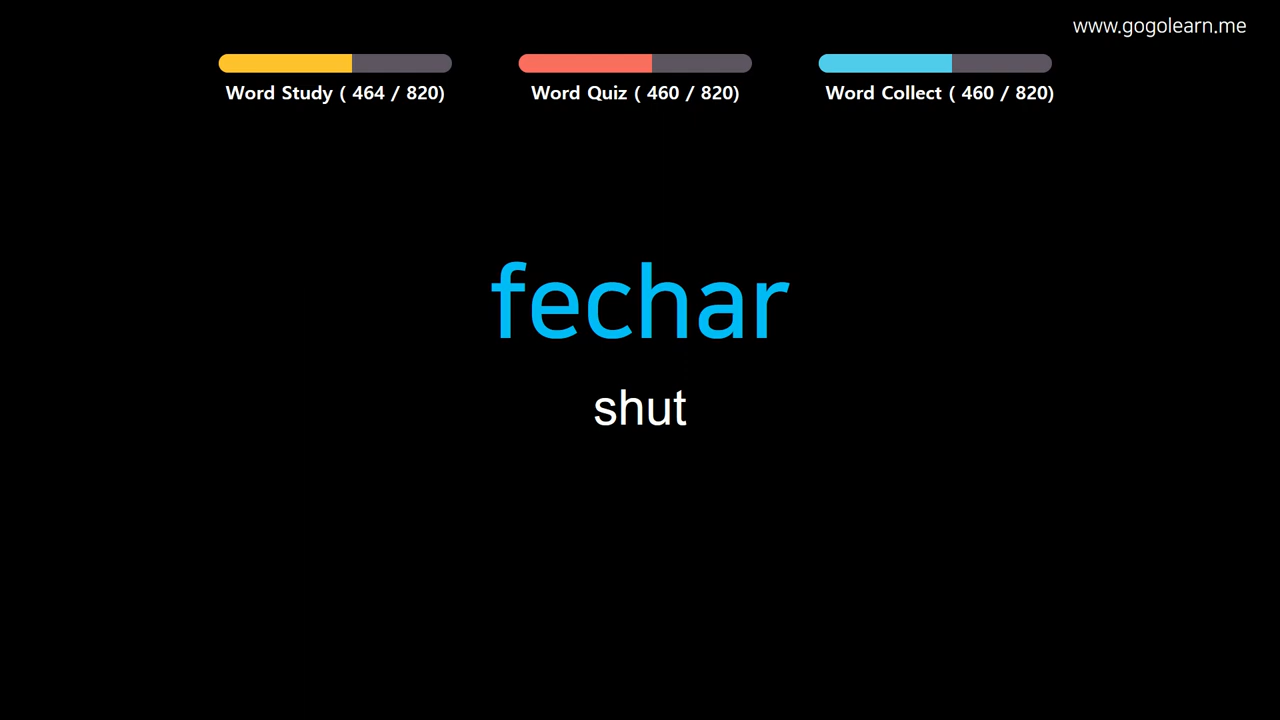 www.gogolearn.me
Word Study ( 464 / 820)
Word Quiz ( 460 / 820)
Word Collect ( 460 / 820)
fechar
shut